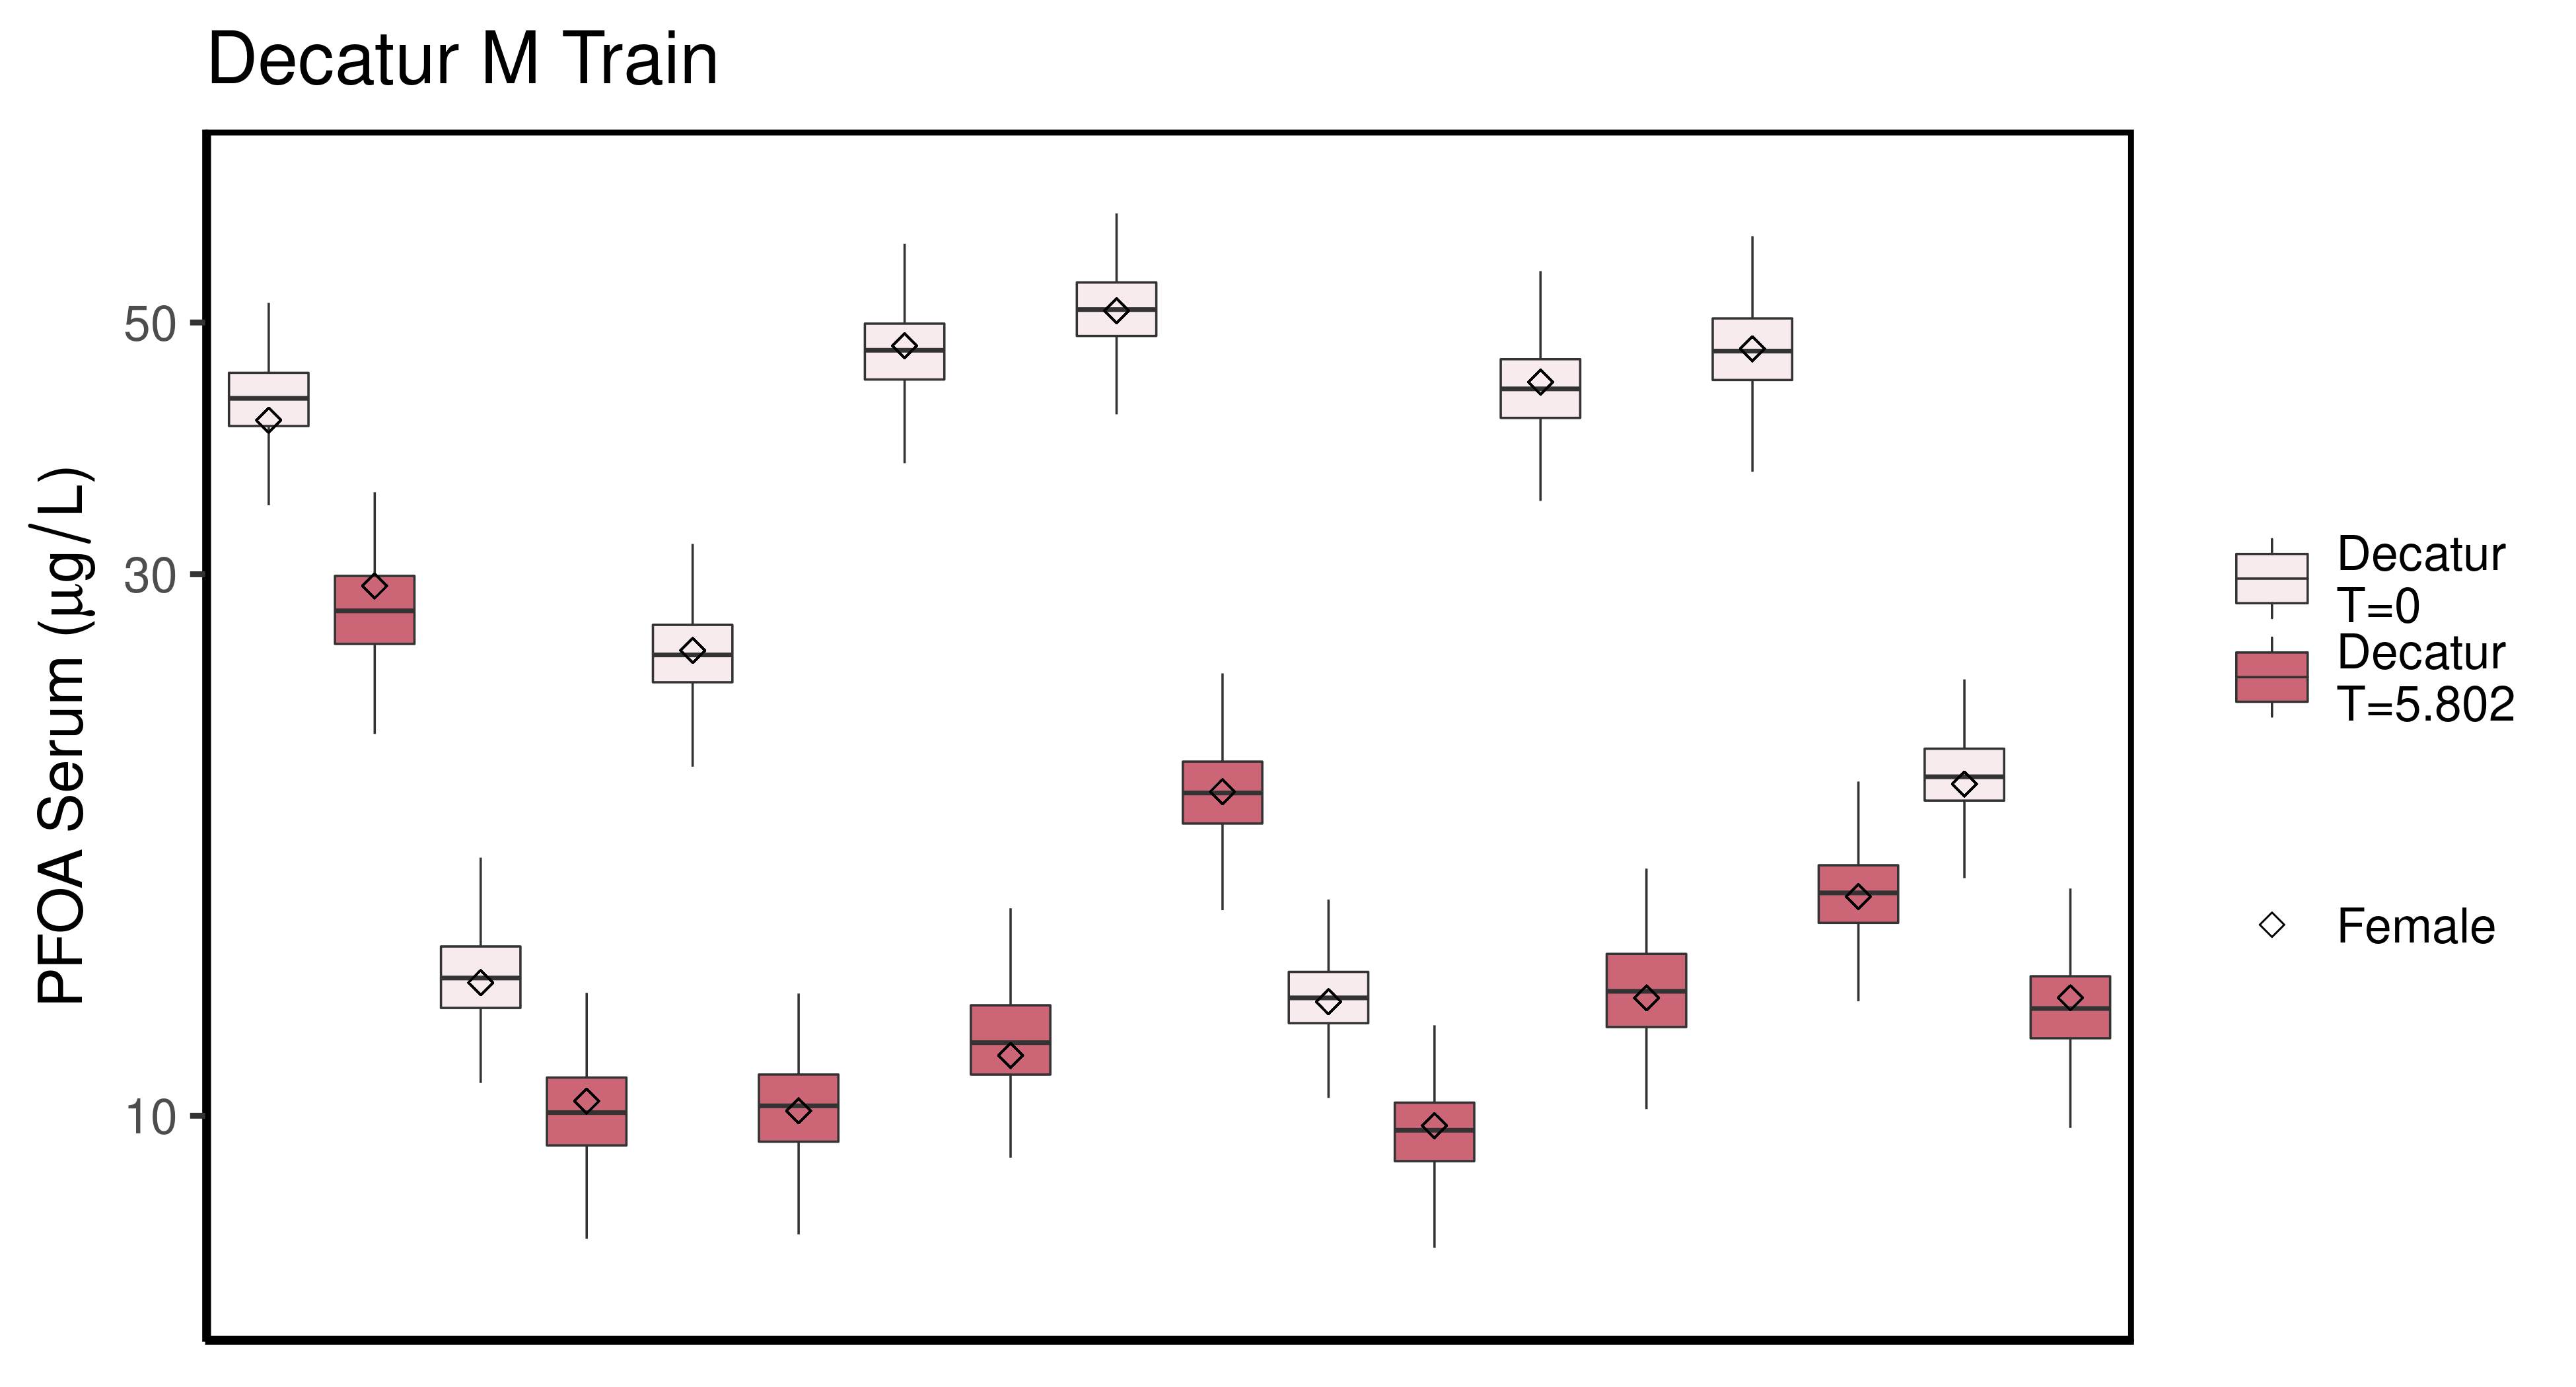 Decatur M Train
PFOA Serum (μg/L)
50
30
10
Decatur
T=0
Decatur
T=5.802
Female